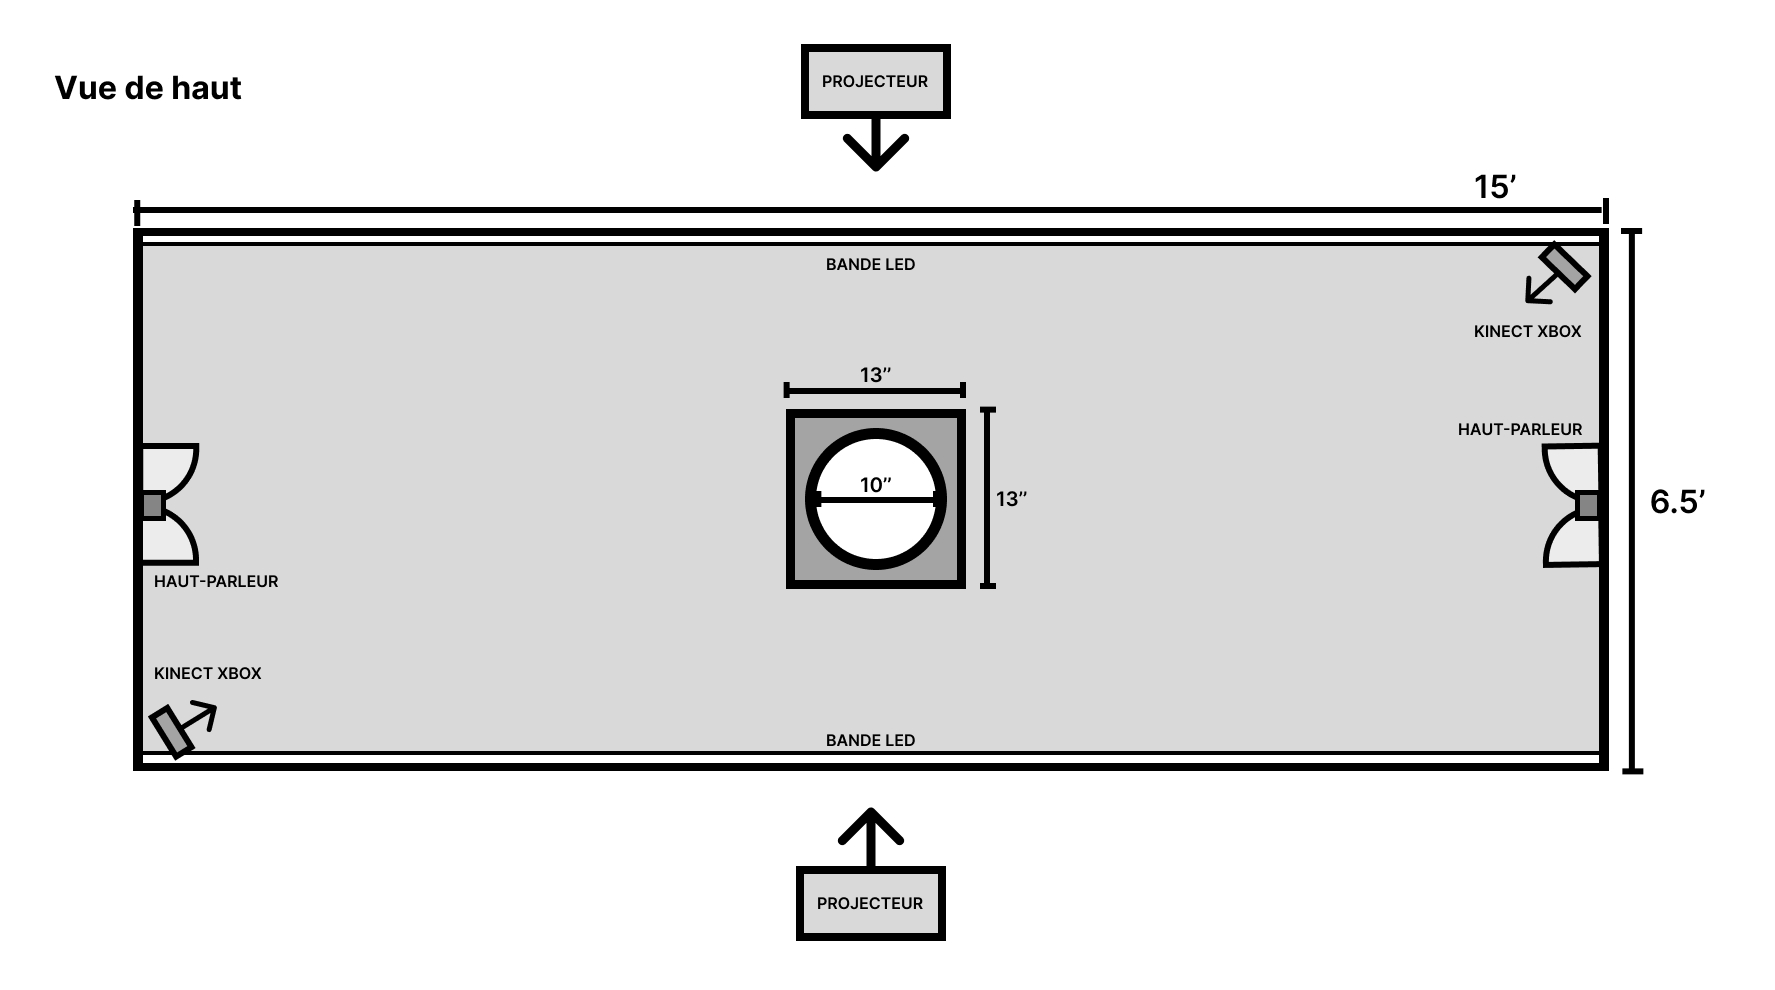 Vue de haut
PROJECTEUR
15’
BANDE LED
KINECT XBOX
13’’
HAUT-PARLEUR
10’’
13’’
6.5’
HAUT-PARLEUR
KINECT XBOX
BANDE LED
PROJECTEUR